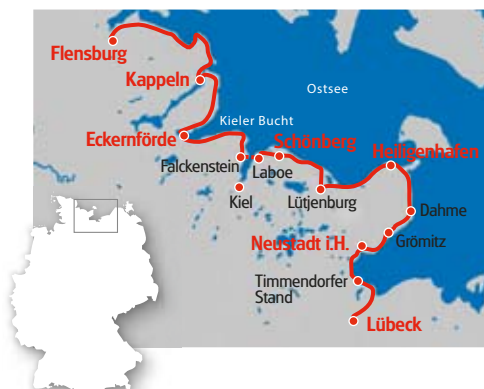 Flensburg
Kappeln
Ostsee
Kieler Bucht
Eckernförde
Schönberg
Heiligenhafen
Falckenstein
Laboe
Kiel
Lütjenburg
Dahme
Grömitz
Neustadt i.H.
Timmendorfer
Stand
Lübeck